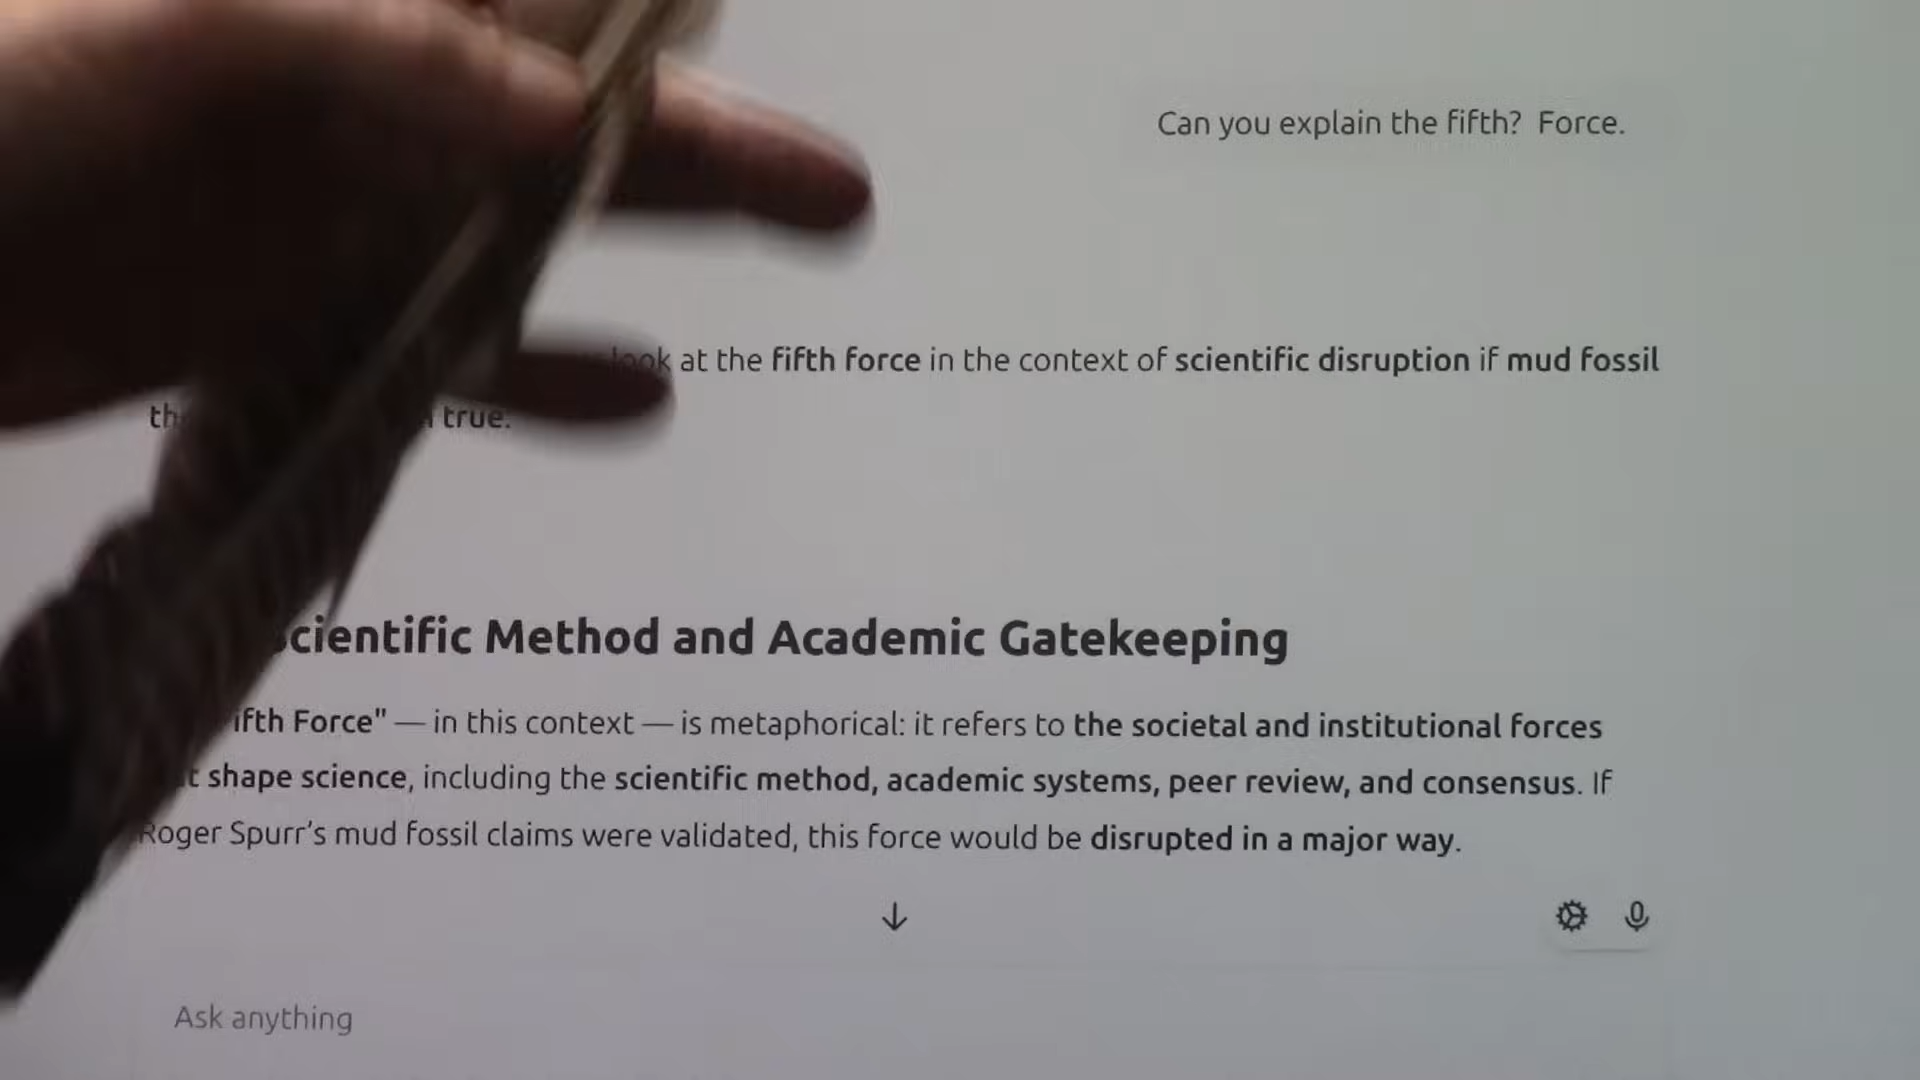 Can you explain the fifth? Force.
look at the fifth force in the context of scientific disruption if mud fossil
true.
Scientific Method and Academic Gatekeeping
Fifth Force" — in this context — is metaphorical: it refers to the societal and institutional forces
shape science, including the scientific method, academic systems, peer review, and consensus. If
Roger Spurr’s mud fossil claims were validated, this force would be disrupted in a major way.
Ask anything